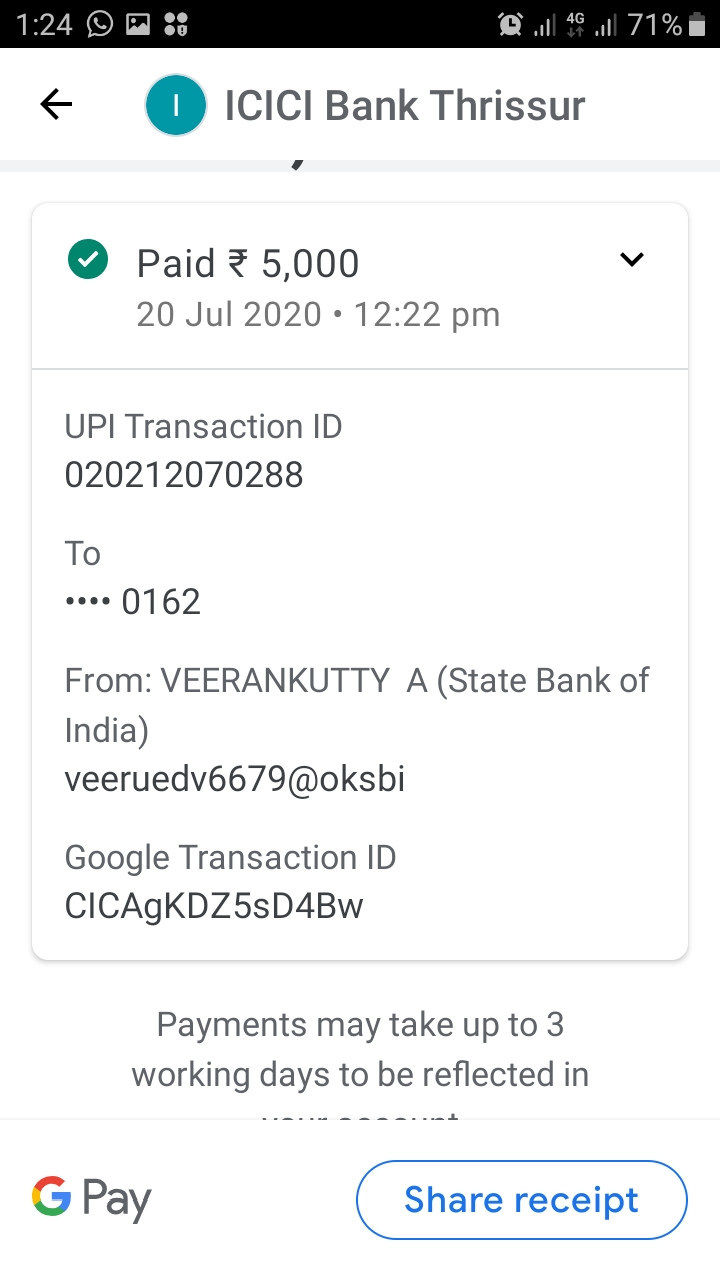 1:24 4G 71%
I ICICI Bank Thrissur
Paid ₹ 5,000
20 Jul 2020 • 12:22 pm
UPI Transaction ID
020212070288
To
•••• 0162
From: VEERANKUTTY A (State Bank of
India)
veeruedv6679@oksbi
Google Transaction ID
CICAgKDZ5sD4Bw
Payments may take up to 3
working days to be reflected in
your account
G Pay
Share receipt